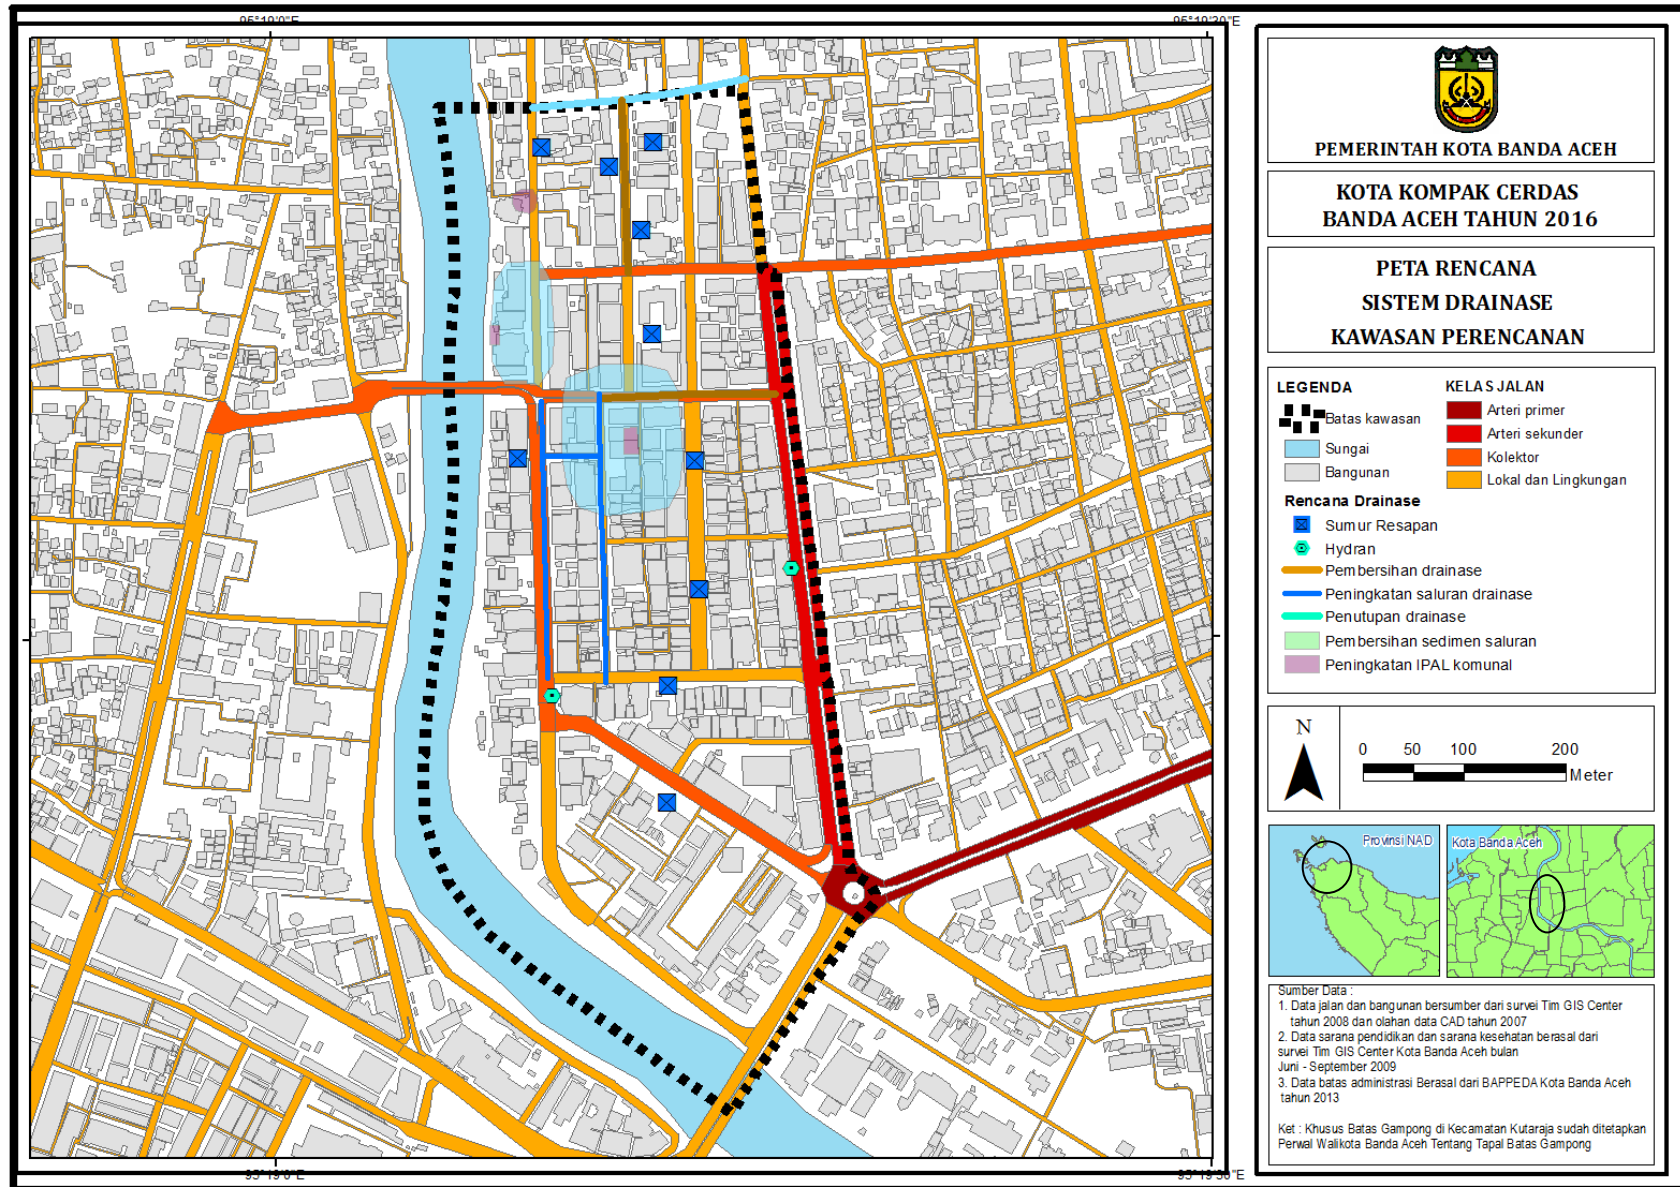 95°19'0"E
95°19'30"E
PEMERINTAH KOTA BANDA ACEH
KOTA KOMPAK CERDAS
BANDA ACEH TAHUN 2016
PETA RENCANA
SISTEM DRAINASE
KAWASAN PERENCANAN
LEGENDA
Batas kawasan
Sungai
Bangunan
KELAS JALAN
Arteri primer
Arteri sekunder
Kolektor
Lokal dan Lingkungan
Rencana Drainase
Sumur Resapan
Hydran
Pembersihan drainase
Peningkatan saluran drainase
Penutupan drainase
Pembersihan sedimen saluran
Peningkatan IPAL komunal
N
0 50 100 200
Meter
Provinsi NAD
Kota Banda Aceh
Sumber Data :
1. Data jalan dan bangunan bersumber dari survei Tim GIS Center
tahun 2008 dan olahan data CAD tahun 2007
2. Data sarana pendidikan dan sarana kesehatan berasal dari
survei Tim GIS Center Kota Banda Aceh bulan
Juni - September 2009
3. Data batas administrasi Berasal dari BAPPEDA Kota Banda Aceh
tahun 2013
Ket : Khusus Batas Gampong di Kecamatan Kutaraja sudah ditetapkan
Perwal Walikota Banda Aceh Tentang Tapal Batas Gampong
95°19'0"E
95°19'30"E